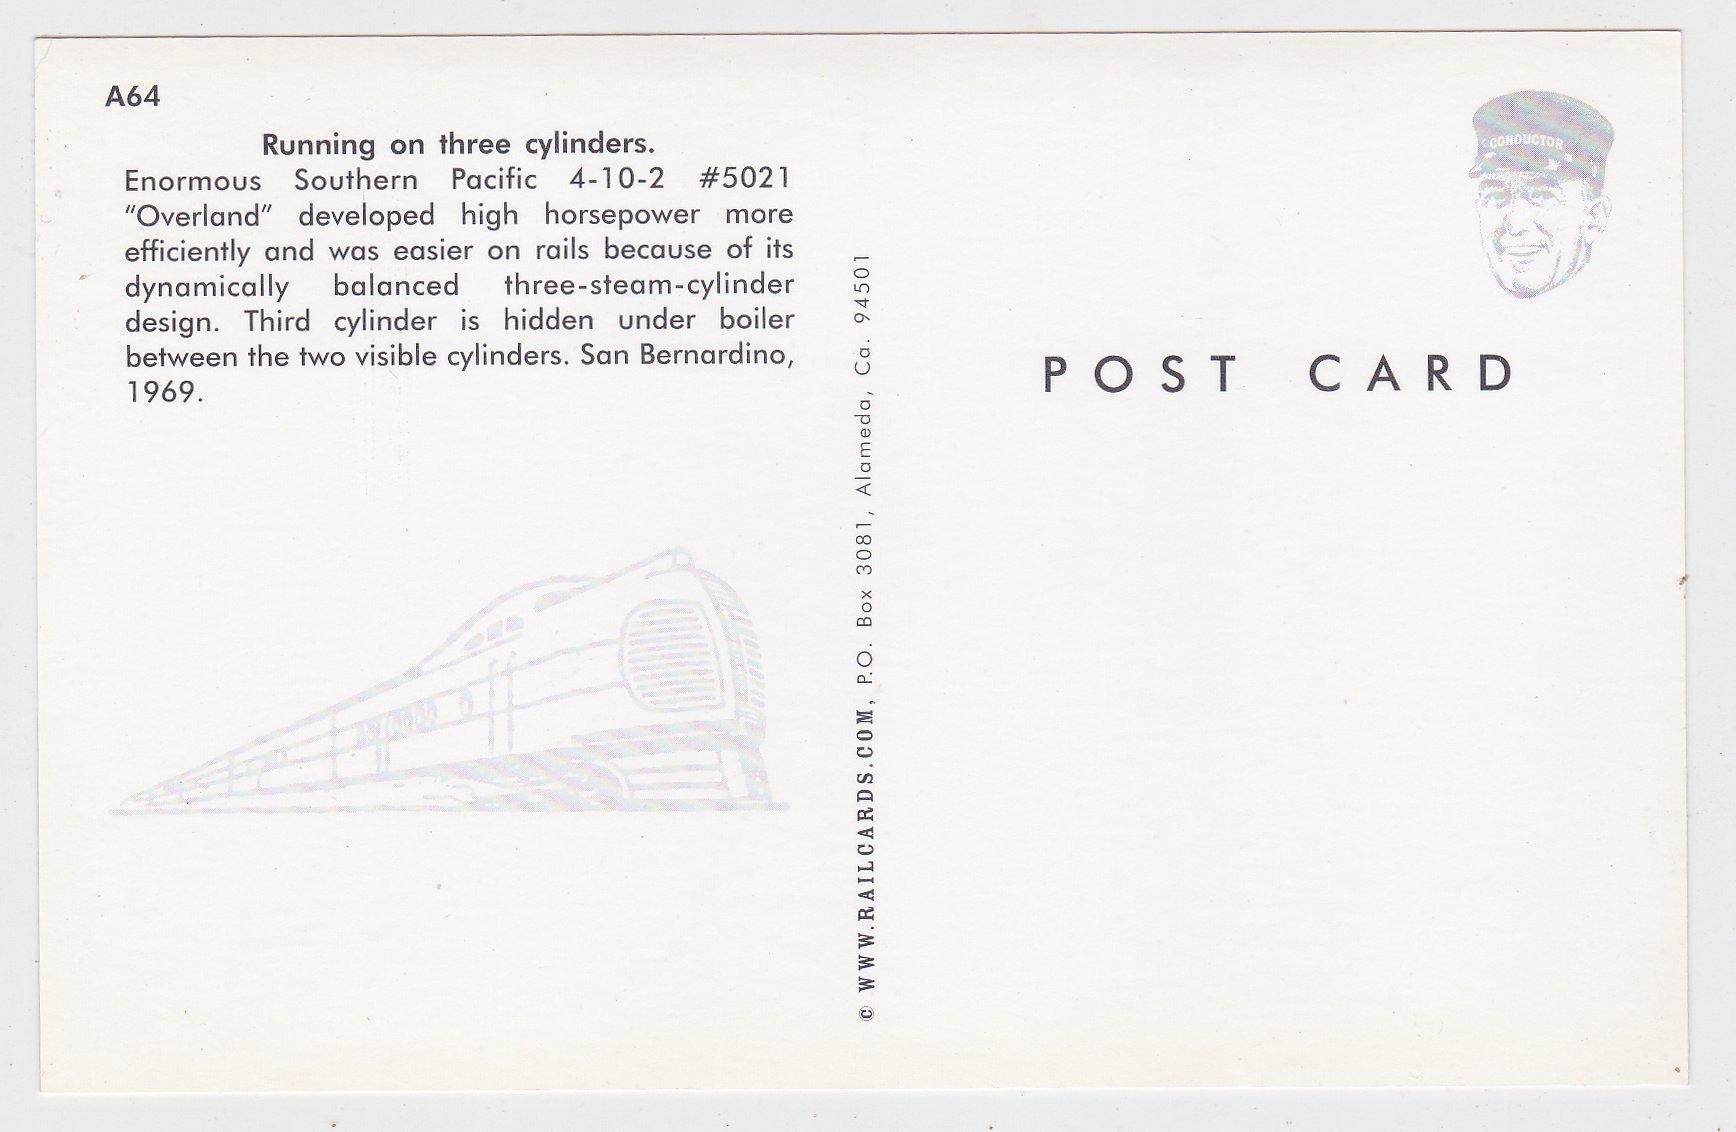 A64
Running on three cylinders.
Enormous Southern Pacific 4-10-2 #5021
“Overland” developed high horsepower more
efficiently and was easier on rails because of its
dynamically balanced three-steam-cylinder
design. Third cylinder is hidden under boiler
between the two visible cylinders. San Bernardino,
1969.
© WWW.RAILCARDS.COM, P.O. Box 3081, Alameda, Ca. 94501
CONDUCTOR
POST CARD